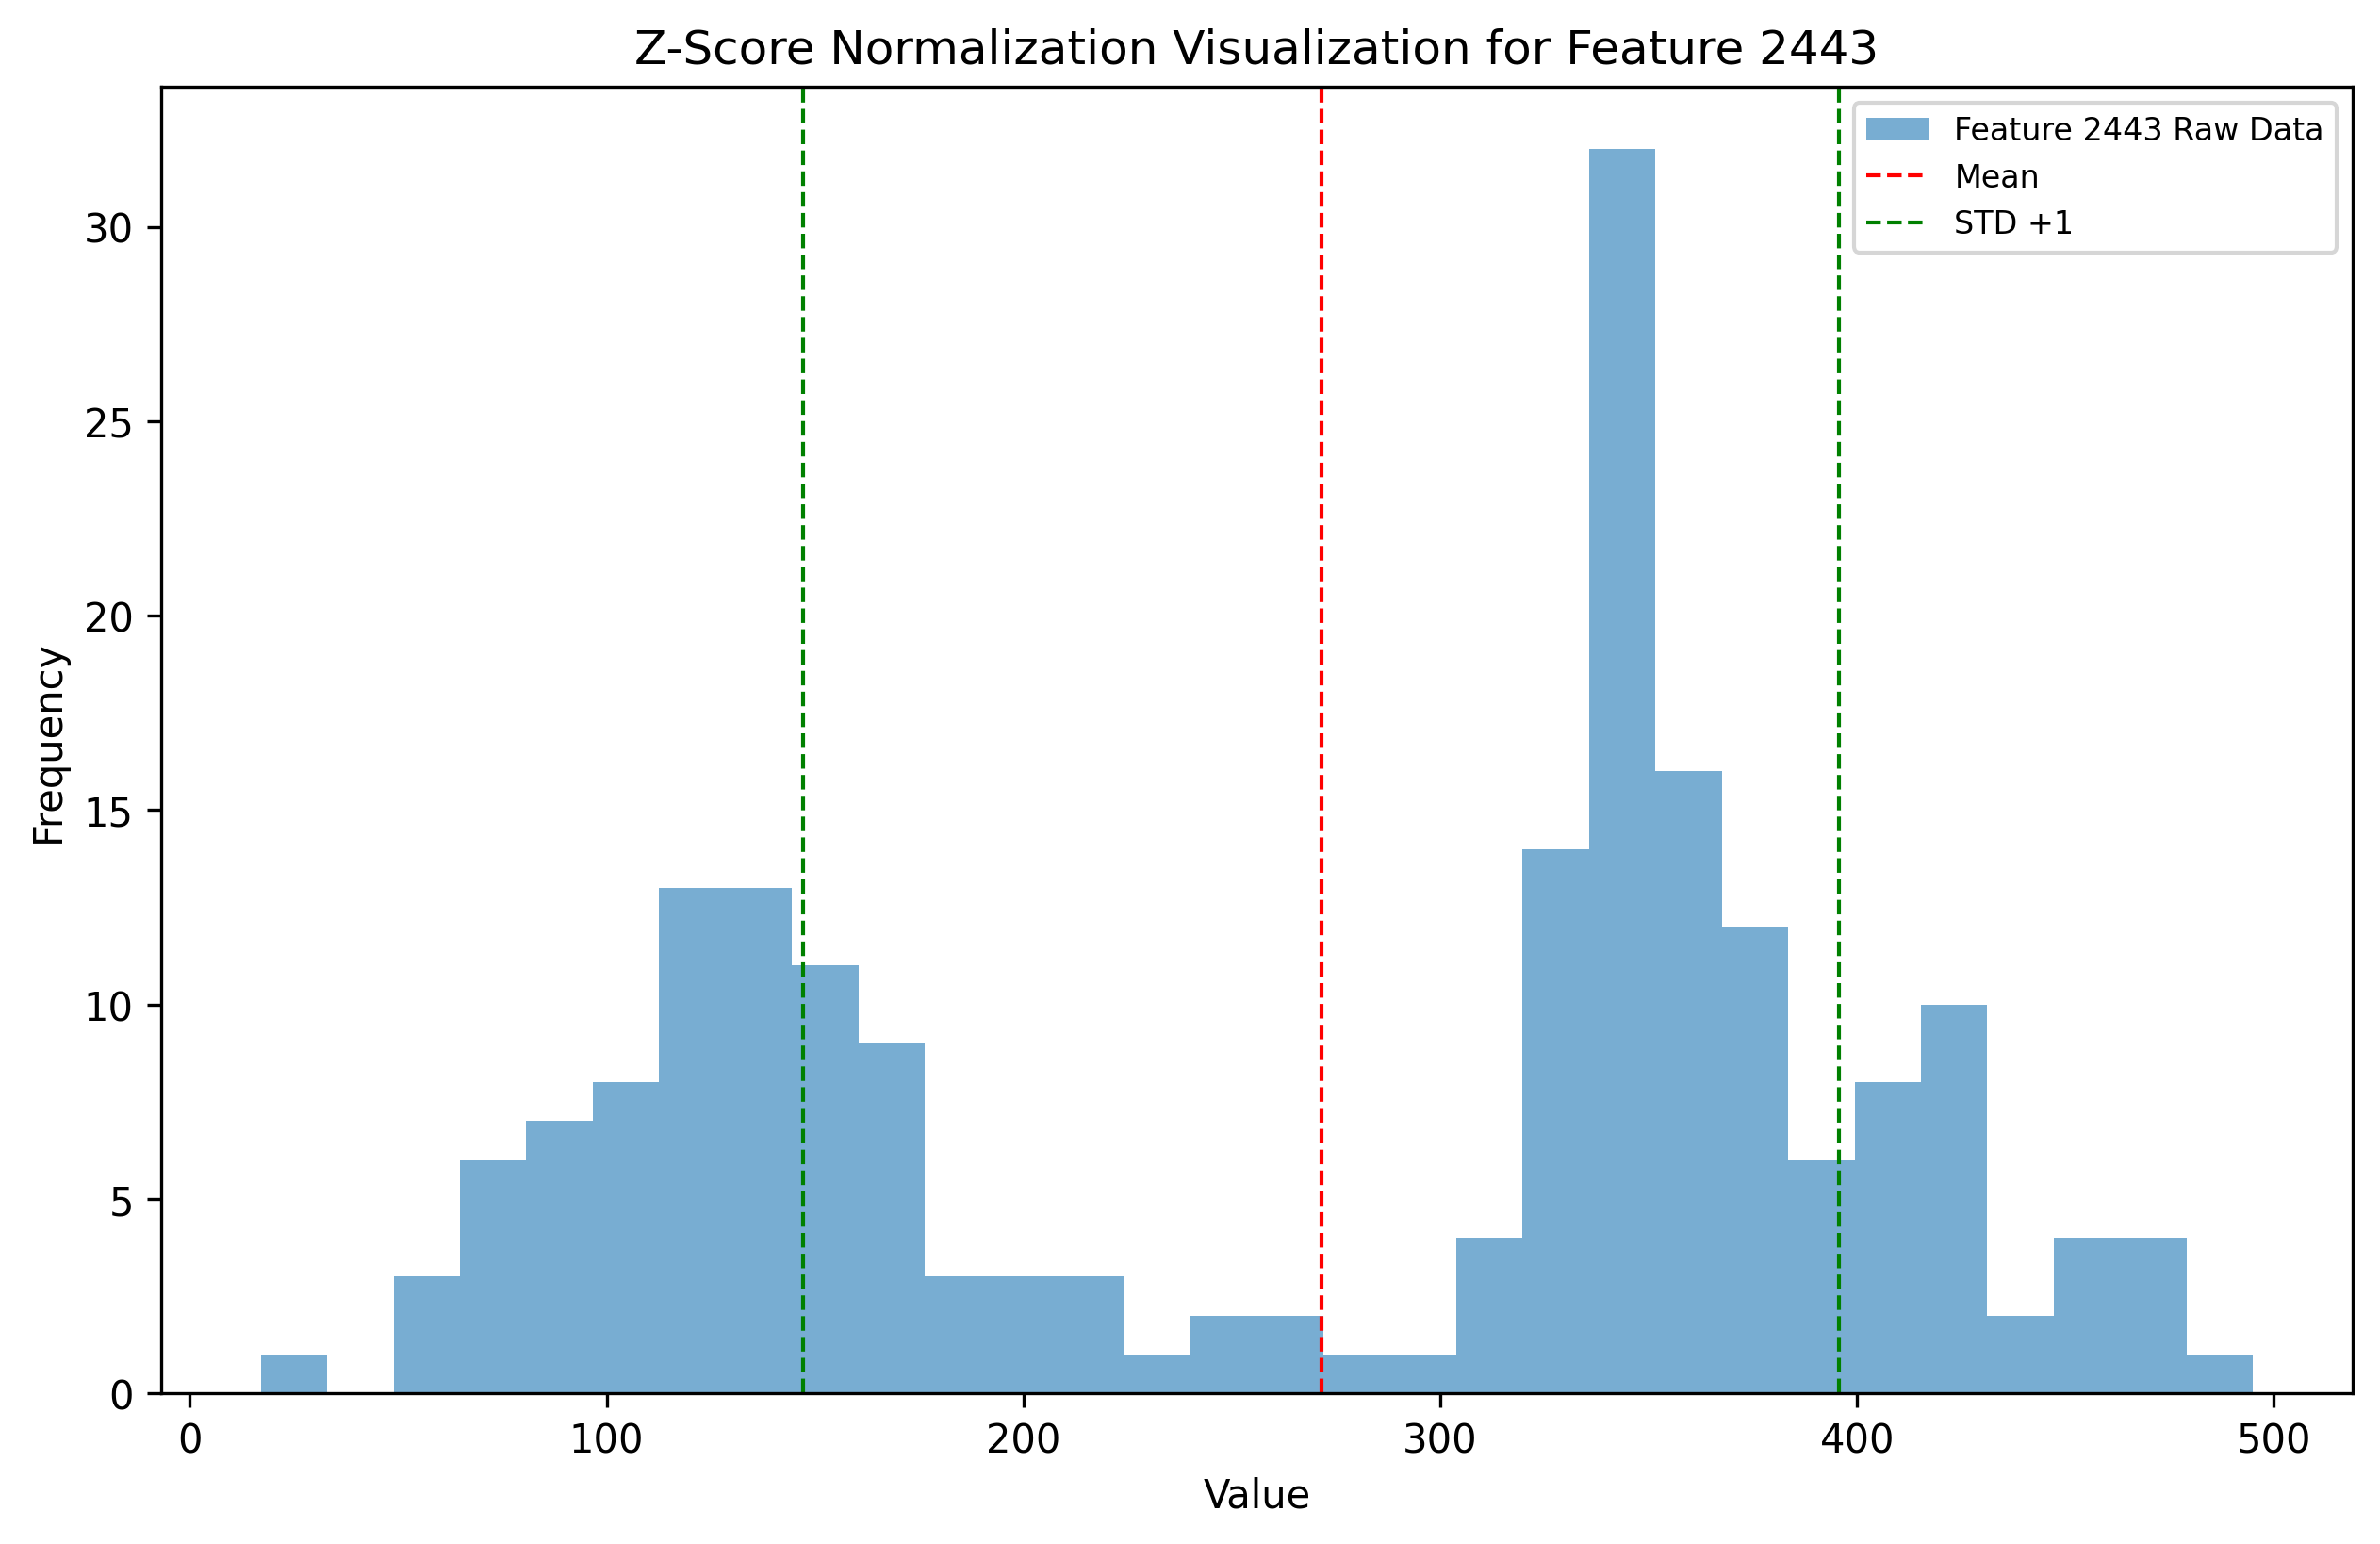 Z-Score Normalization Visualization for Feature 2443
Feature 2443 Raw Data
Mean
STD +1
30
25
20
15
10
5
0
Frequency
0 100 200 300 400 500
Value